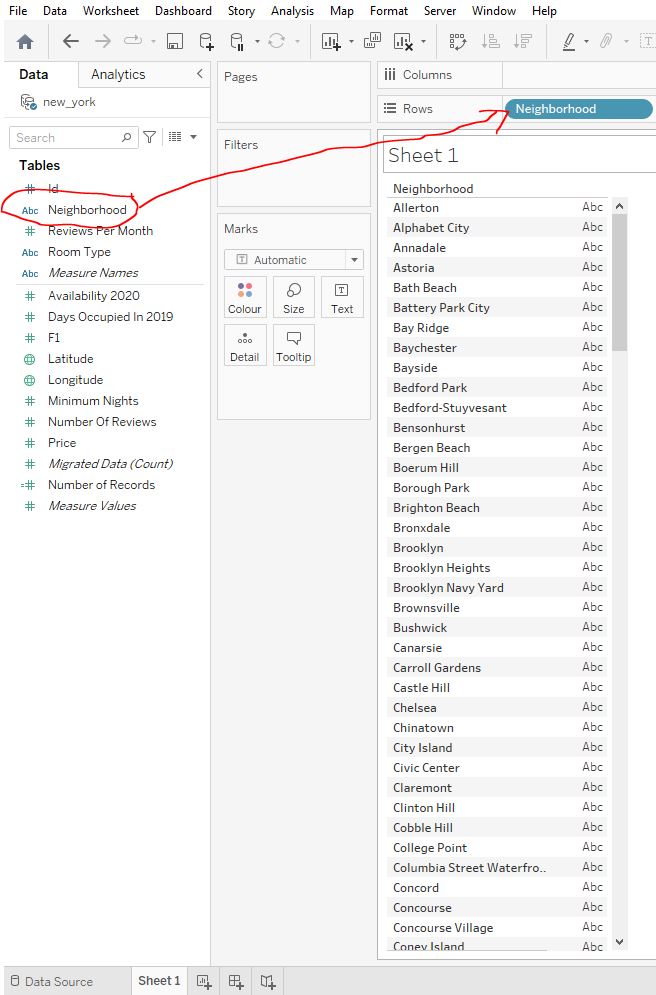 File Data Worksheet Dashboard Story Analysis Map Format Server Window Help
Data Analytics
new_york
Search
Tables
Id
Abc Neighborhood
Reviews Per Month
Abc Room Type
Abc Measure Names
Availability 2020
Days Occupied In 2019
F1
Latitude
Longitude
Minimum Nights
Number Of Reviews
Price
Migrated Data (Count)
=# Number of Records
Measure Values
Pages
Filters
Marks
T Automatic
Colour Size T Text
Detail Tooltip
Columns
Rows Neighborhood
Sheet 1
Neighborhood
Allerton Abc
Alphabet City Abc
Annadale Abc
Astoria Abc
Bath Beach Abc
Battery Park City Abc
Bay Ridge Abc
Baychester Abc
Bayside Abc
Bedford Park Abc
Bedford-Stuyvesant Abc
Bensonhurst Abc
Bergen Beach Abc
Boerum Hill Abc
Borough Park Abc
Brighton Beach Abc
Bronxdale Abc
Brooklyn Abc
Brooklyn Heights Abc
Brooklyn Navy Yard Abc
Brownsville Abc
Bushwick Abc
Canarsie Abc
Carroll Gardens Abc
Castle Hill Abc
Chelsea Abc
Chinatown Abc
City Island Abc
Civic Center Abc
Claremont Abc
Clinton Hill Abc
Cobble Hill Abc
College Point Abc
Columbia Street Waterfro.. Abc
Concord Abc
Concourse Abc
Concourse Village Abc
Coney Island Abc
Data Source Sheet 1